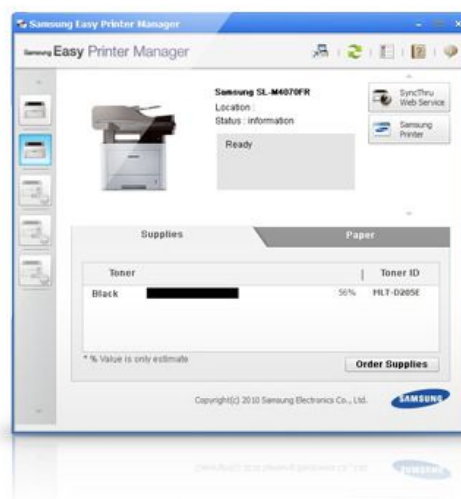 Samsung Easy Printer Manager
Samsung Easy Printer Manager
Samsung SL-M4070FR
Location :
Status : information
Ready
SyncThru
Web Service
Samsung
Printer
Supplies
Paper
Toner
Toner ID
Black
56%
MLT-D205E
* % Value is only estimate
Order Supplies
Copyright(c) 2010 Samsung Electronics Co., Ltd.
SAMSUNG